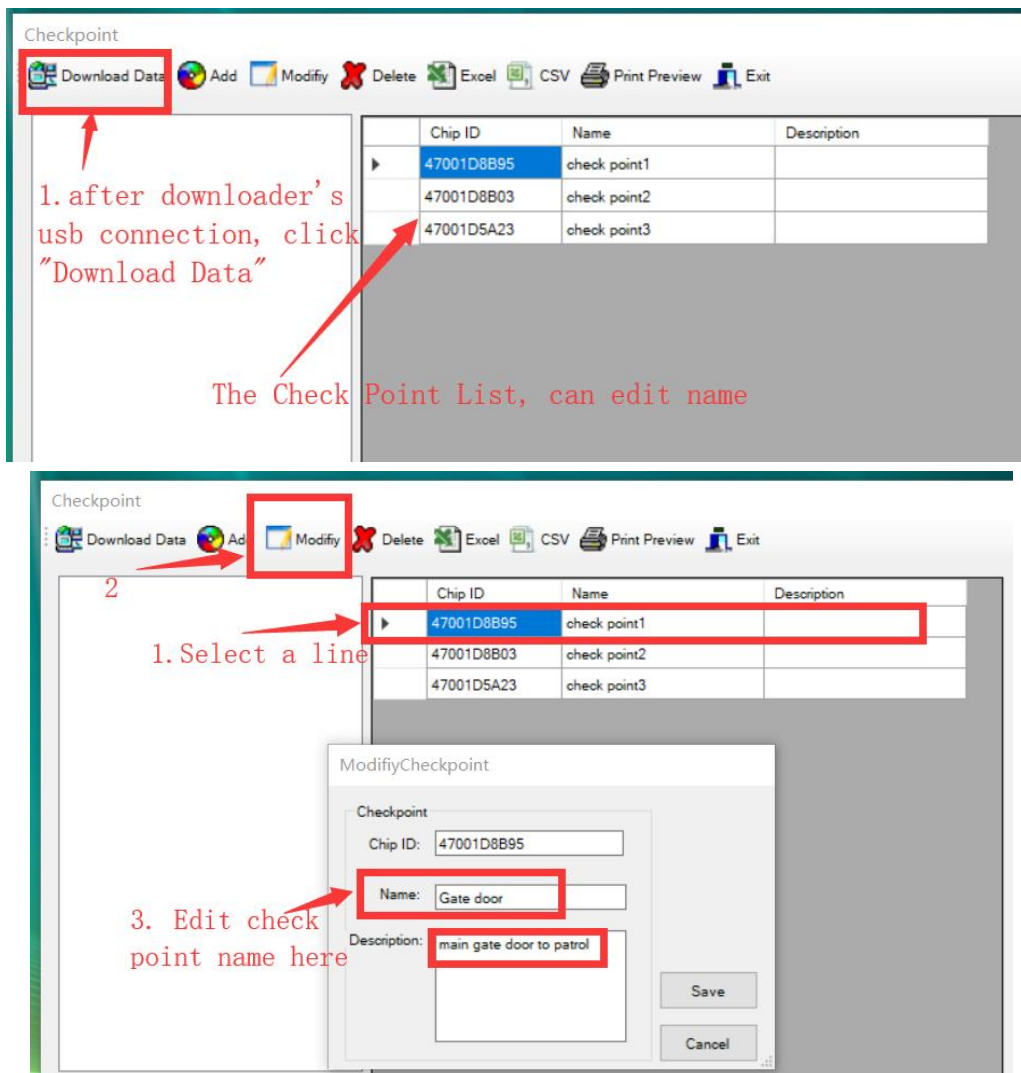 Checkpoint
Download Data Add Modifiy Delete Excel CSV Print Preview Exit
Chip ID Name Description
47001D8B95 check point1
47001D8B03 check point2
47001D5A23 check point3
1.after downloader's
usb connection, click
"Download Data"
The Check Point List, can edit name
Checkpoint
Download Data Ad Modifiy Delete Excel CSV Print Preview Exit
2
Chip ID Name Description
47001D8B95 check point1
1.Select a line
47001D8B03 check point2
47001D5A23 check point3
ModifiyCheckpoint
Checkpoint
Chip ID: 47001D8B95
Name: Gate door
3. Edit check
point name here
Description: main gate door to patrol
Save
Cancel